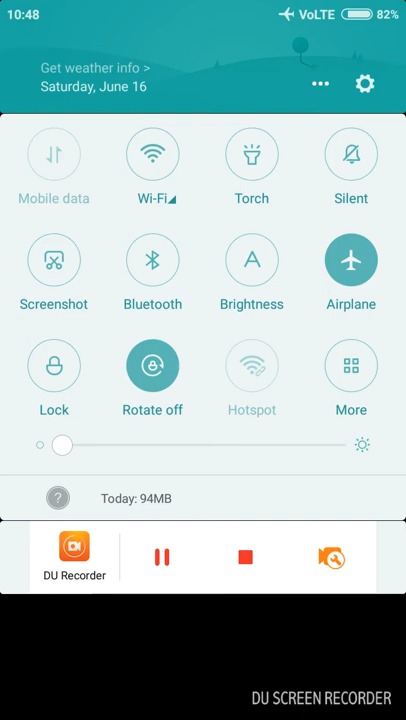 10:48 VoLTE 82%
Get weather info >
Saturday, June 16
Mobile data Wi-Fi Torch Silent
Screenshot Bluetooth Brightness Airplane
Lock Rotate off Hotspot More
? Today: 94MB
DU Recorder
DU SCREEN RECORDER